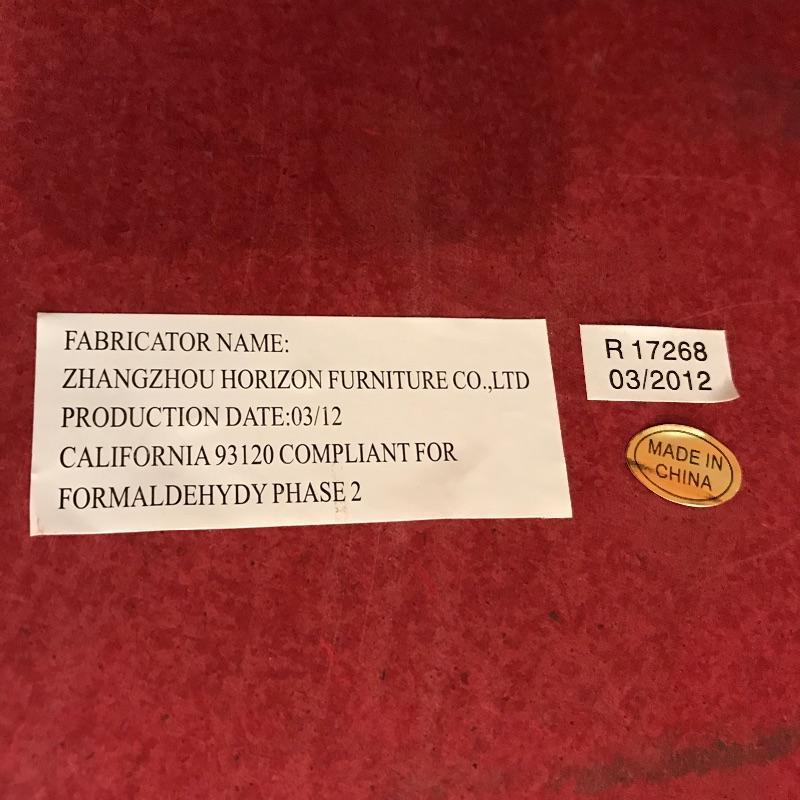 FABRICATOR NAME:
ZHANGZHOU HORIZON FURNITURE CO.,LTD
PRODUCTION DATE:03/12
CALIFORNIA 93120 COMPLIANT FOR
FORMALDEHYDY PHASE 2
R 17268
03/2012
MADE IN
CHINA